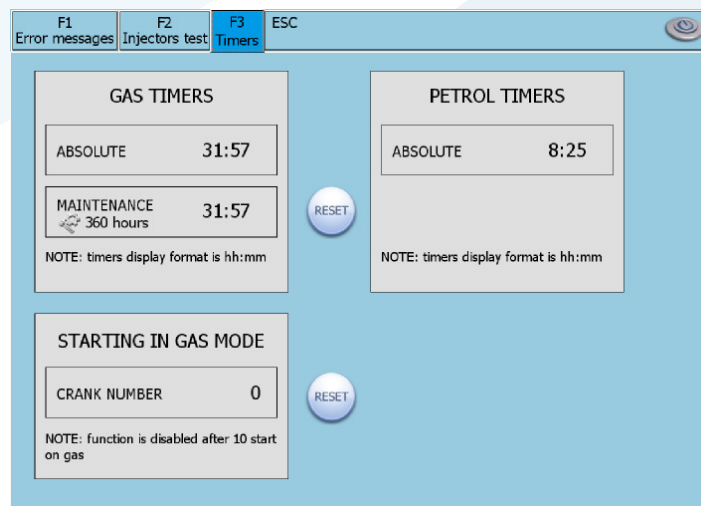 F1
Error messages
F2
Injectors test
F3
Timers
ESC
GAS TIMERS
ABSOLUTE 31:57
MAINTENANCE
360 hours
31:57
NOTE: timers display format is hh:mm
RESET
PETROL TIMERS
ABSOLUTE 8:25
NOTE: timers display format is hh:mm
STARTING IN GAS MODE
CRANK NUMBER 0
NOTE: function is disabled after 10 start
on gas
RESET